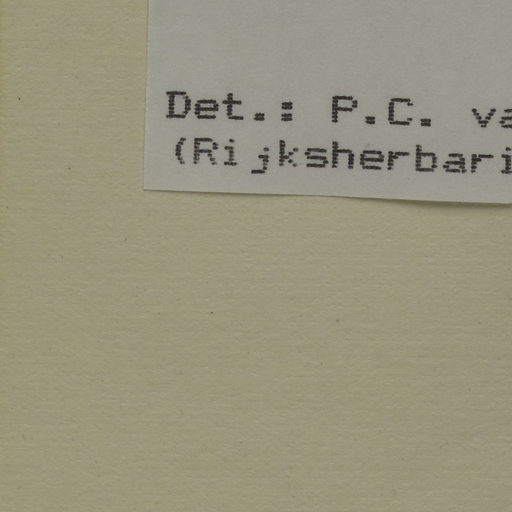 Det.: P.C. va
(Rijksherbari